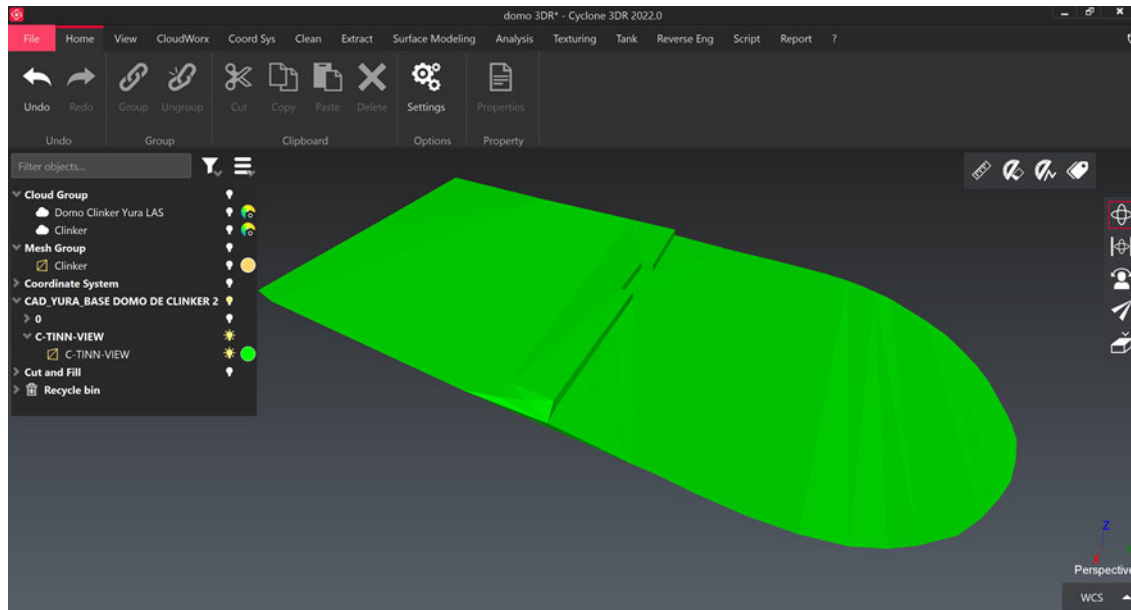 domo 3DR* - Cyclone 3DR 2022.0
File Home View CloudWorx Coord Sys Clean Extract Surface Modeling Analysis Texturing Tank Reverse Eng Script Report ?
Undo Redo Group Ungroup Cut Copy Paste Delete Settings Properties
Undo Group Clipboard Options Property
Filter objects...
Cloud Group
Domo Clinker Yura LAS
Clinker
Mesh Group
Clinker
Coordinate System
CAD_YURA_BASE DOMO DE CLINKER 2
0
C-TINN-VIEW
C-TINN-VIEW
Cut and Fill
Recycle bin
Z
X
Perspective
WCS